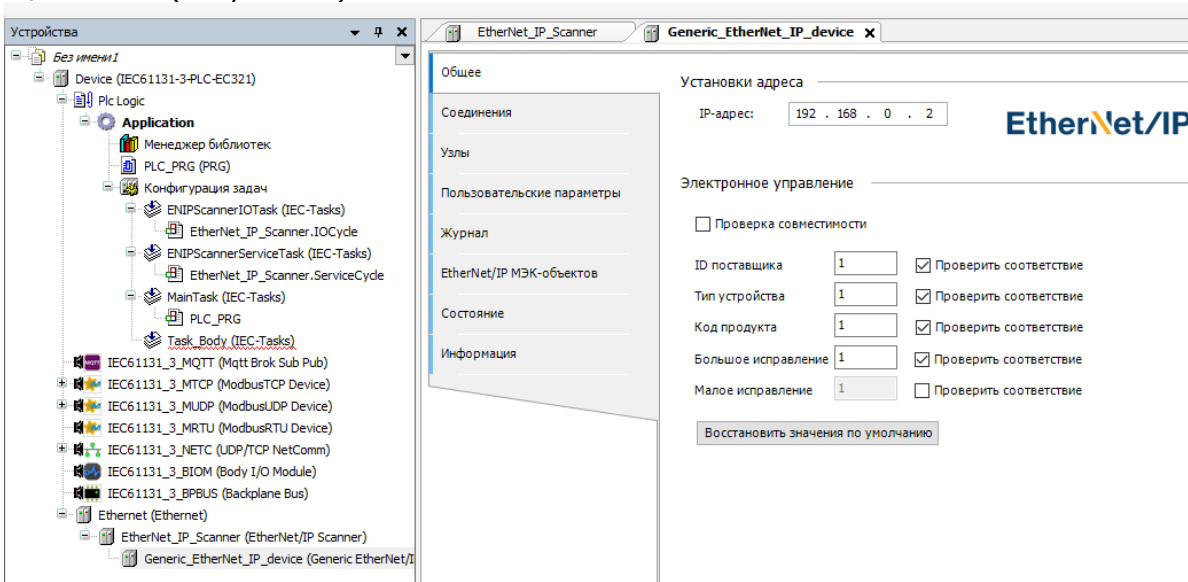 Устройства
Без имени1
Device (IEC61131-3-PLC-EC321)
Plc Logic
Application
Менеджер библиотек
PLC_PRG (PRG)
Конфигурация задач
ENIPScannerIOTask (IEC-Tasks)
EtherNet_IP_Scanner.IOCycle
ENIPScannerServiceTask (IEC-Tasks)
EtherNet_IP_Scanner.ServiceCycle
MainTask (IEC-Tasks)
PLC_PRG
Task_Body (IEC-Tasks)
IEC61131_3_MQTT (Mqtt Brok Sub Pub)
IEC61131_3_MTCP (ModbusTCP Device)
IEC61131_3_MUDP (ModbusUDP Device)
IEC61131_3_MRTU (ModbusRTU Device)
IEC61131_3_NETC (UDP/TCP NetComm)
IEC61131_3_BIOM (Body I/O Module)
IEC61131_3_BPBUS (Backplane Bus)
Ethernet (Ethernet)
EtherNet_IP_Scanner (EtherNet/IP Scanner)
Generic_EtherNet_IP_device (Generic EtherNet/I
EtherNet_IP_Scanner
Generic_EtherNet_IP_device
Общее
Соединения
Узлы
Пользовательские параметры
Журнал
EtherNet/IP МЭК-объектов
Состояние
Информация
Установки адреса
IP-адрес: 192 . 168 . 0 . 2
EtherNet/IP
Электронное управление
Проверка совместимости
ID поставщика 1 Проверить соответствие
Тип устройства 1 Проверить соответствие
Код продукта 1 Проверить соответствие
Большое исправление 1 Проверить соответствие
Малое исправление 1 Проверить соответствие
Восстановить значения по умолчанию